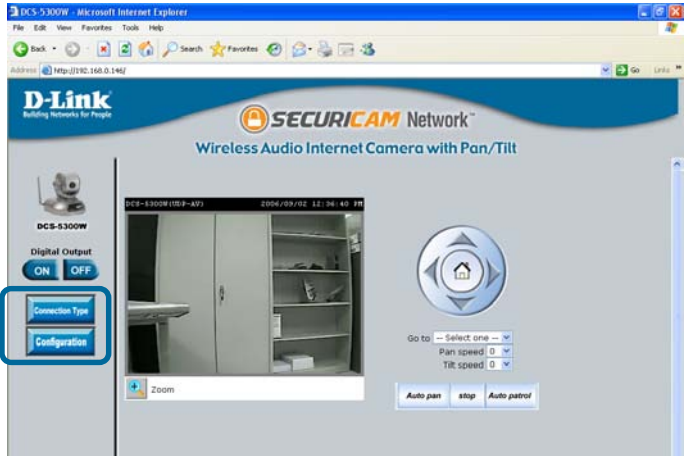 DCS-5300W - Microsoft Internet Explorer
File Edit View Favorites Tools Help
Back Search Favorites
Address http://192.168.0.146/ Go Links »
D-Link
Building Networks for People
SECURICAM Network™
Wireless Audio Internet Camera with Pan/Tilt
DCS-5300W
Digital Output
ON OFF
Connection Type
Configuration
DCS-5300W(UDP-AV) 2006/09/02 12:36:40 PM
Zoom
Go to -- Select one --
Pan speed 0
Tilt speed 0
Auto pan stop Auto patrol